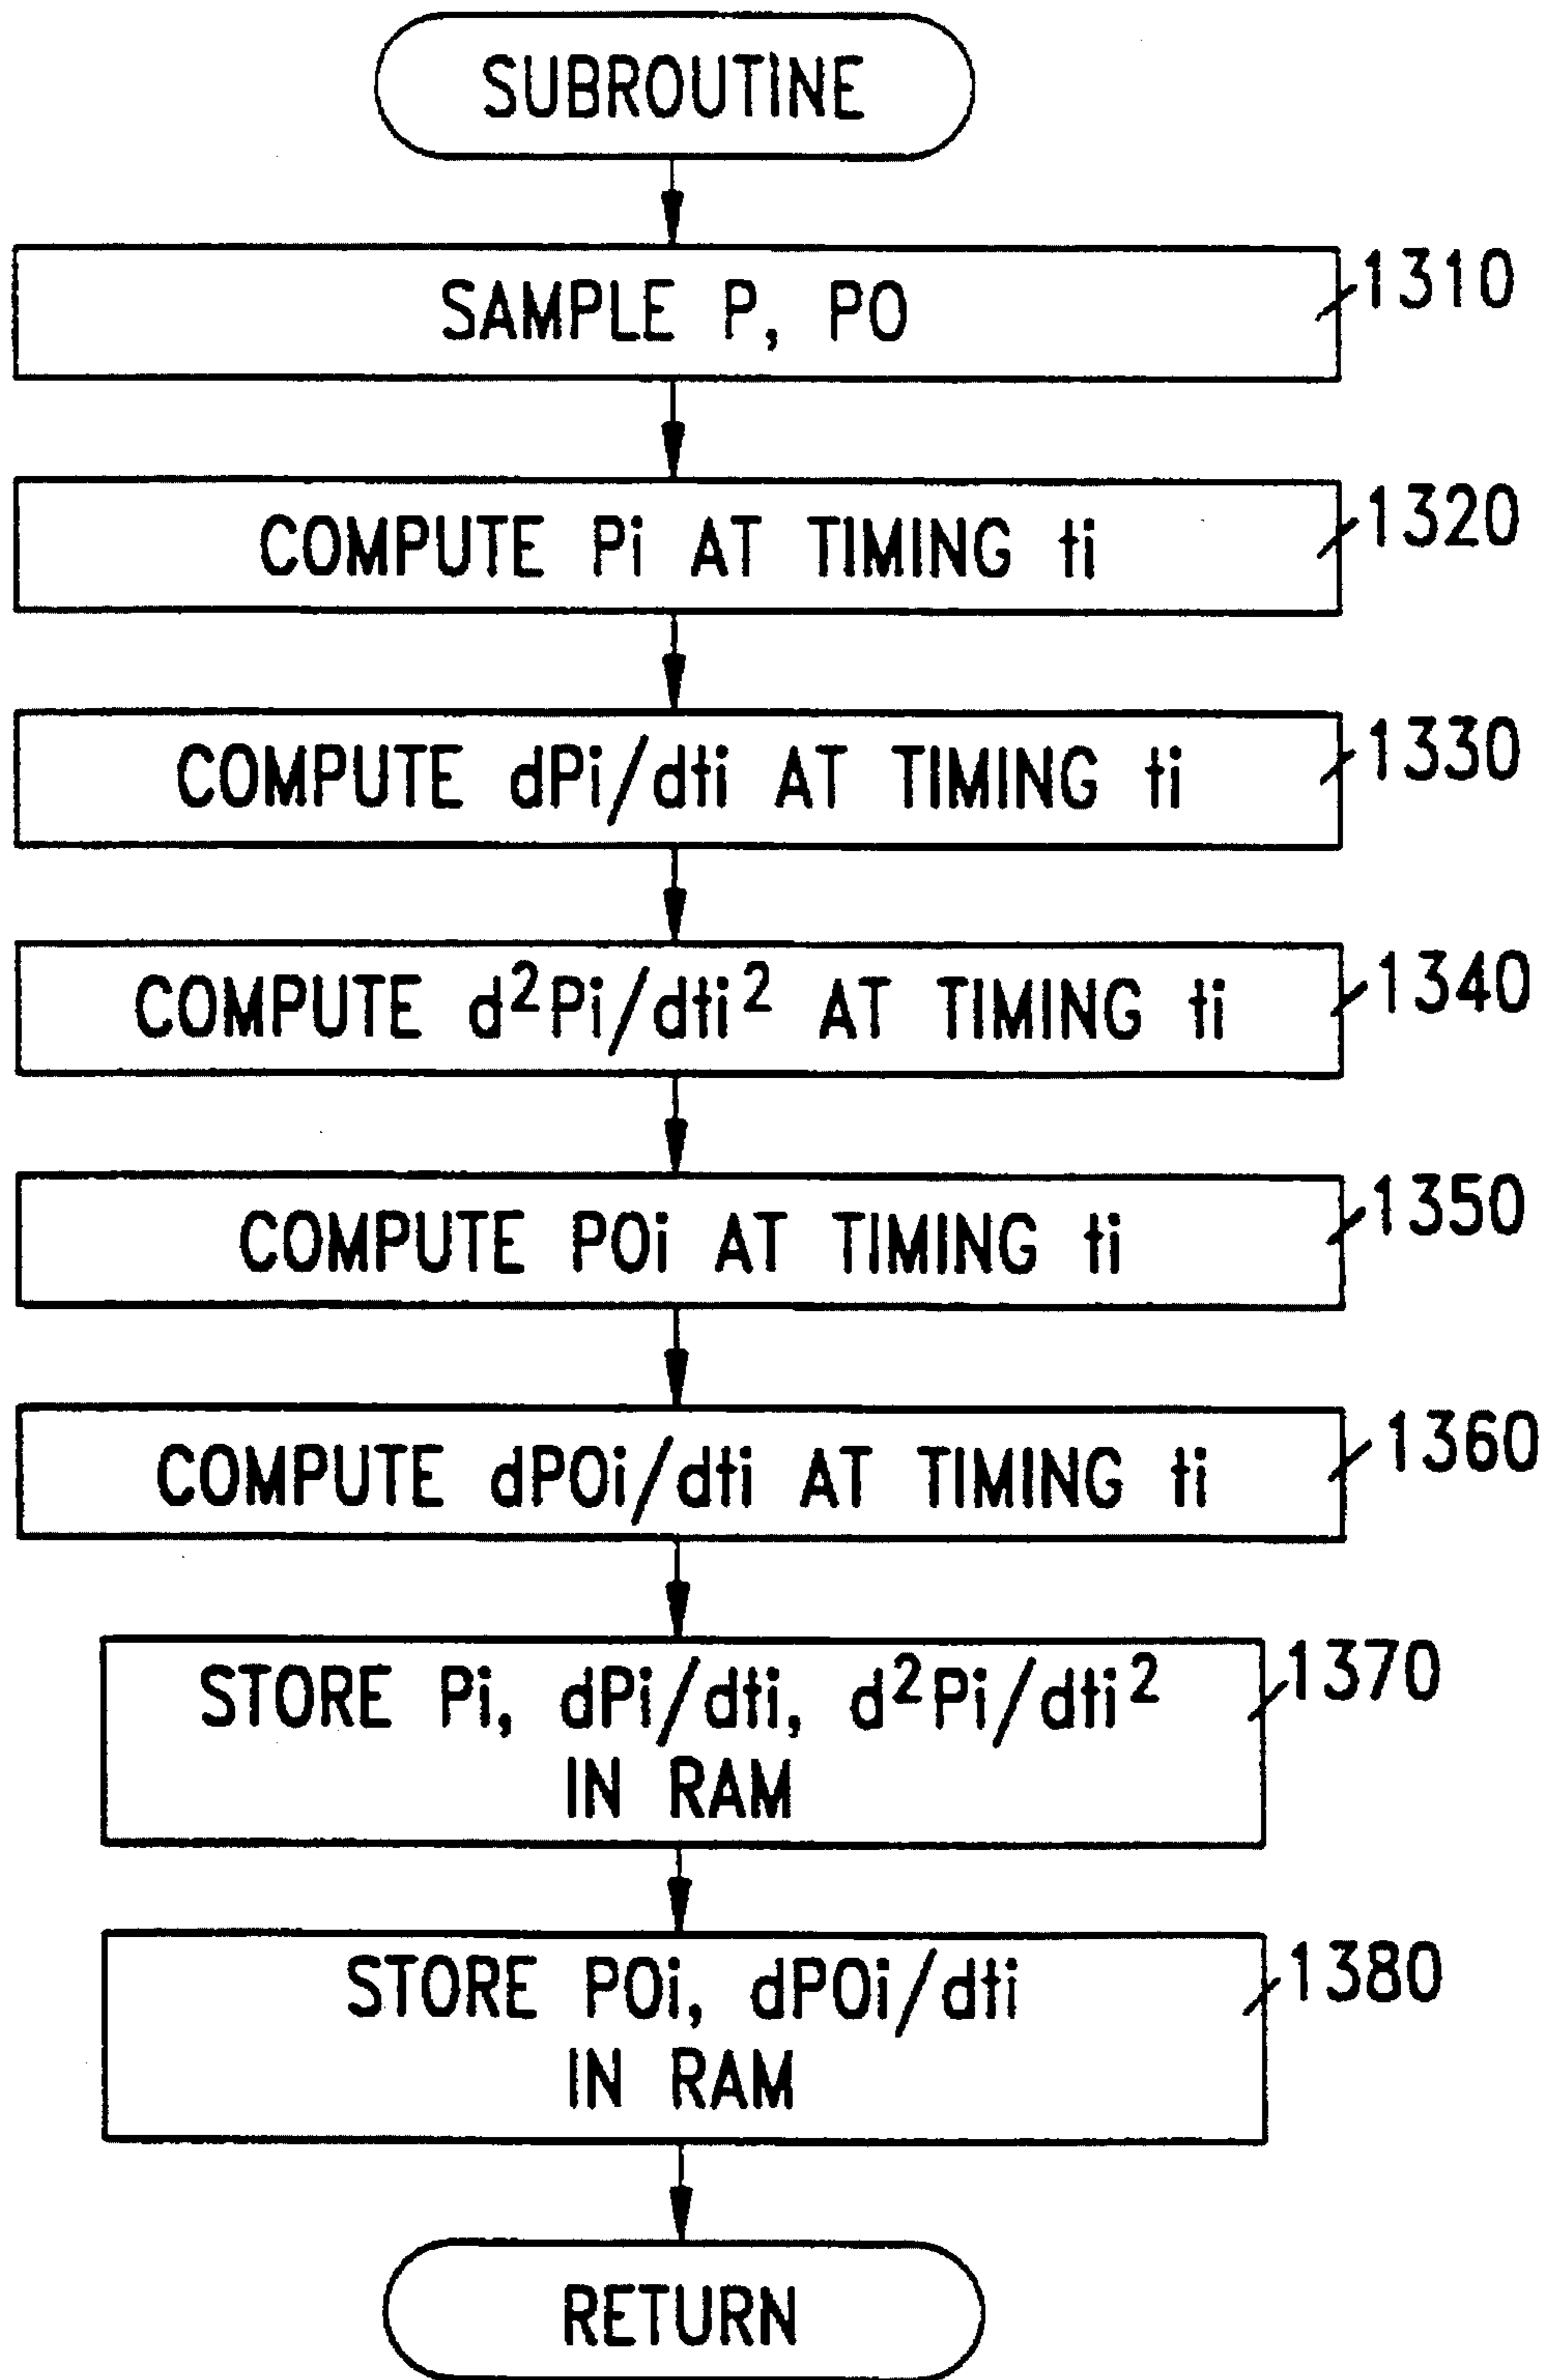 SUBROUTINE
SAMPLE P, PO
1310
COMPUTE Pi AT TIMING ti
1320
COMPUTE dPi/dti AT TIMING ti
1330
COMPUTE d²Pi/dti² AT TIMING ti
1340
COMPUTE POi AT TIMING ti
1350
COMPUTE dPOi/dti AT TIMING ti
1360
STORE Pi, dPi/dti, d²Pi/dti²
IN RAM
1370
STORE POi, dPOi/dti
IN RAM
1380
RETURN